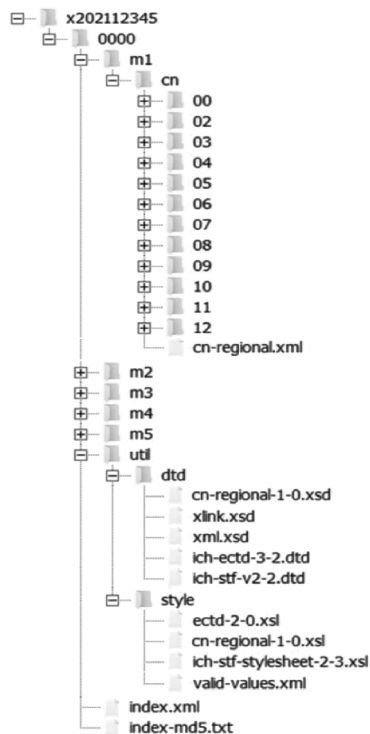 x202112345
0000
m1
cn
00
02
03
04
05
06
07
08
09
10
11
12
cn-regional.xml
m2
m3
m4
m5
util
dtd
cn-regional-1-0.xsd
xlink.xsd
xml.xsd
ich-ectd-3-2.dtd
ich-stf-v2-2.dtd
style
ectd-2-0.xsl
cn-regional-1-0.xsl
ich-stf-stylesheet-2-3.xsl
valid-values.xml
index.xml
index-md5.txt